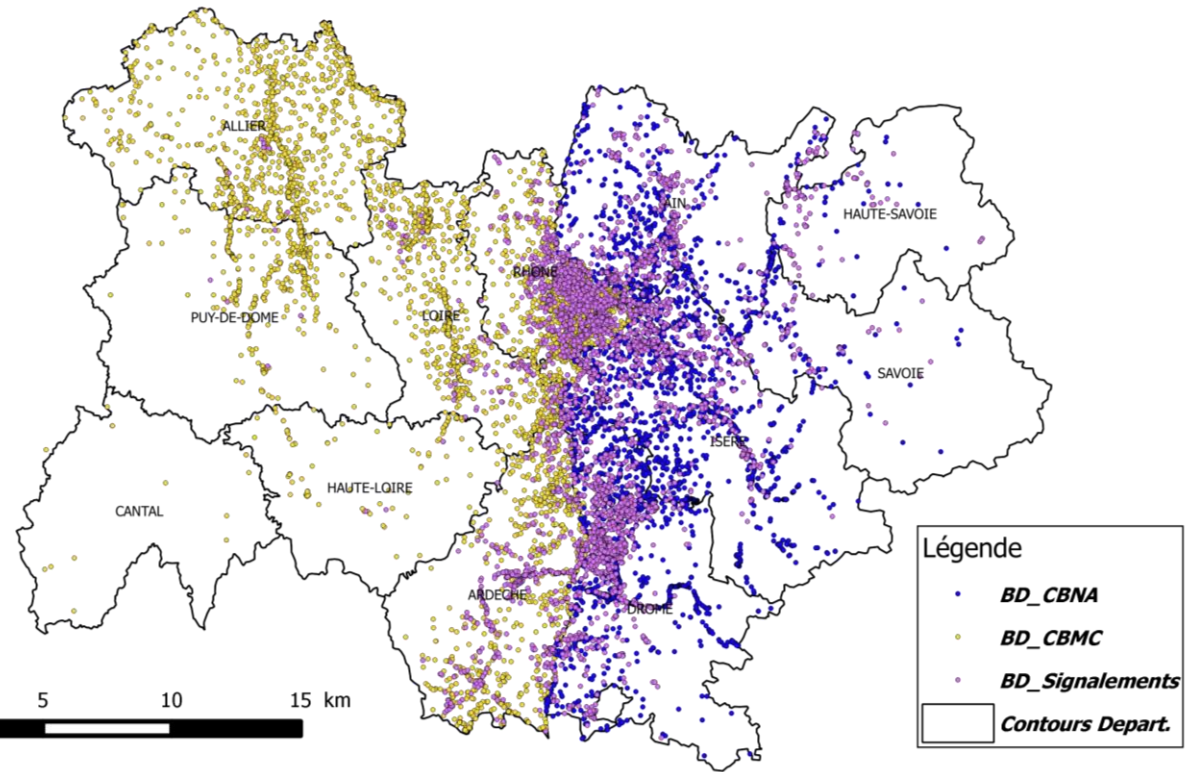 ALLIER
AIN
HAUTE-SAVOIE
RHONE
PUY-DE-DOME
LOIRE
SAVOIE
ISERE
HAUTE-LOIRE
CANTAL
ARDECHE
DROME
Légende
BD_CBNA
BD_CBMC
BD_Signalements
Contours Depart.
5 10 15 km